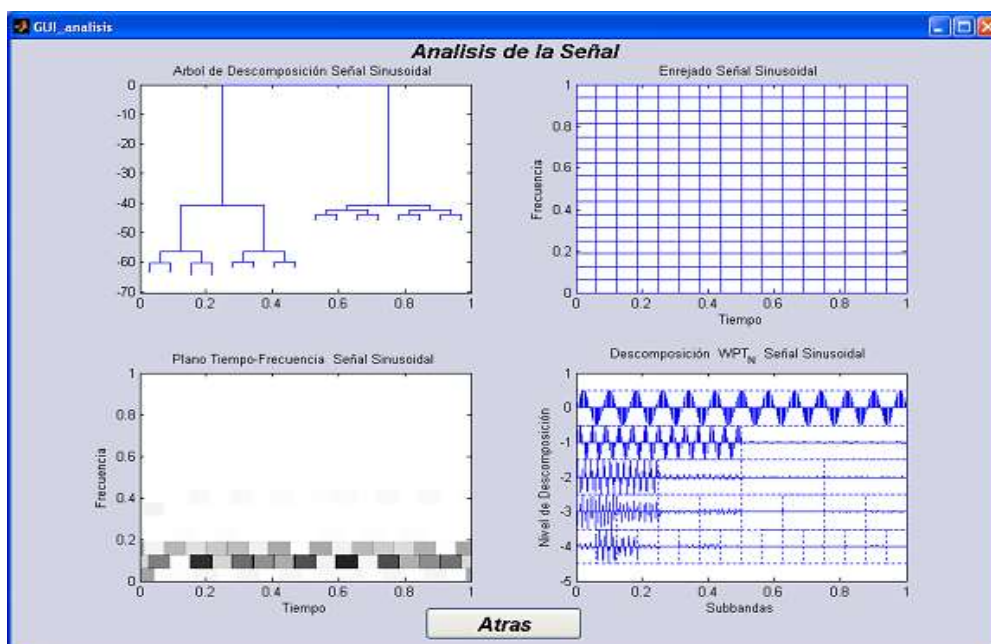 GUI_analisis
Analisis de la Señal
Arbol de Descomposición Señal Sinusoidal
0
-10
-20
-30
-40
-50
-60
-70
0 0.2 0.4 0.6 0.8 1
Enrejado Señal Sinusoidal
Frecuencia
1
0.8
0.6
0.4
0.2
0
0 0.2 0.4 0.6 0.8 1
Tiempo
Plano Tiempo-Frecuencia Señal Sinusoidal
Frecuencia
1
0.8
0.6
0.4
0.2
0
0 0.2 0.4 0.6 0.8 1
Tiempo
Descomposición WPT_N Señal Sinusoidal
Nivel de Descomposición
1
0
-1
-2
-3
-4
-5
0 0.2 0.4 0.6 0.8 1
Subbandas
Atras